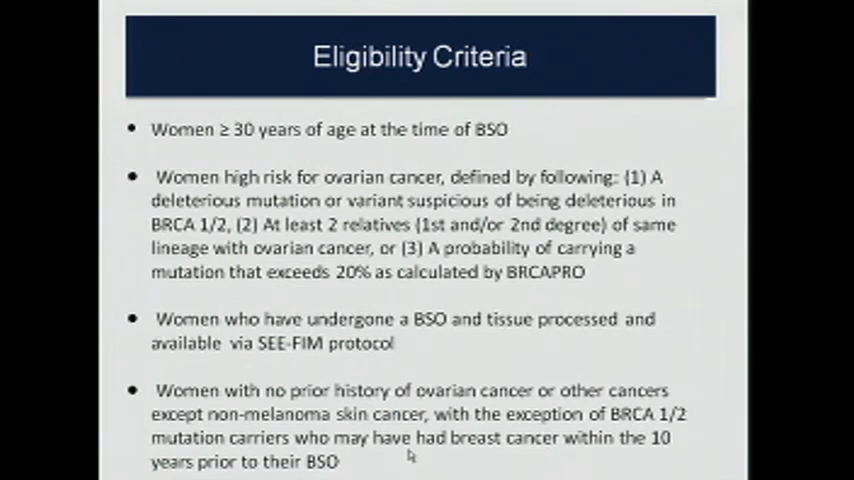 Eligibility Criteria
• Women ≥ 30 years of age at the time of BSO
• Women high risk for ovarian cancer, defined by following: (1) A
deleterious mutation or variant suspicious of being deleterious in
BRCA 1/2, (2) At least 2 relatives (1st and/or 2nd degree) of same
lineage with ovarian cancer, or (3) A probability of carrying a
mutation that exceeds 20% as calculated by BRCAPRO
• Women who have undergone a BSO and tissue processed and
available via SEE-FIM protocol
• Women with no prior history of ovarian cancer or other cancers
except non-melanoma skin cancer, with the exception of BRCA 1/2
mutation carriers who may have had breast cancer within the 10
years prior to their BSO